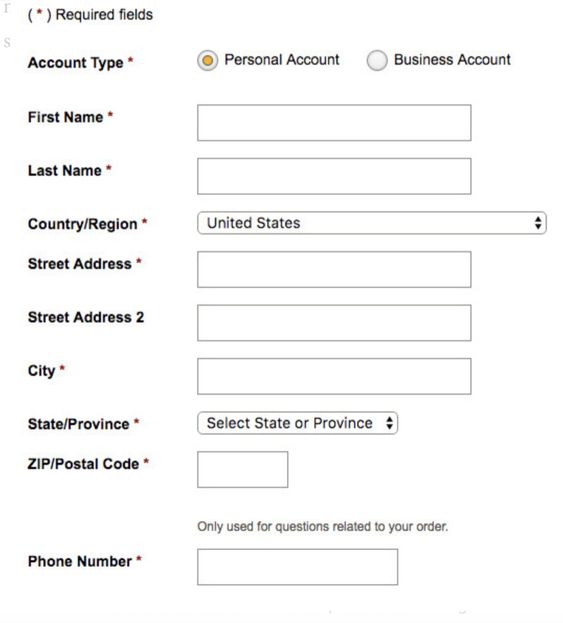 r
( * ) Required fields
s
Account Type * Personal Account Business Account
First Name *
Last Name *
Country/Region * United States
Street Address *
Street Address 2
City *
State/Province * Select State or Province
ZIP/Postal Code *
Only used for questions related to your order.
Phone Number *